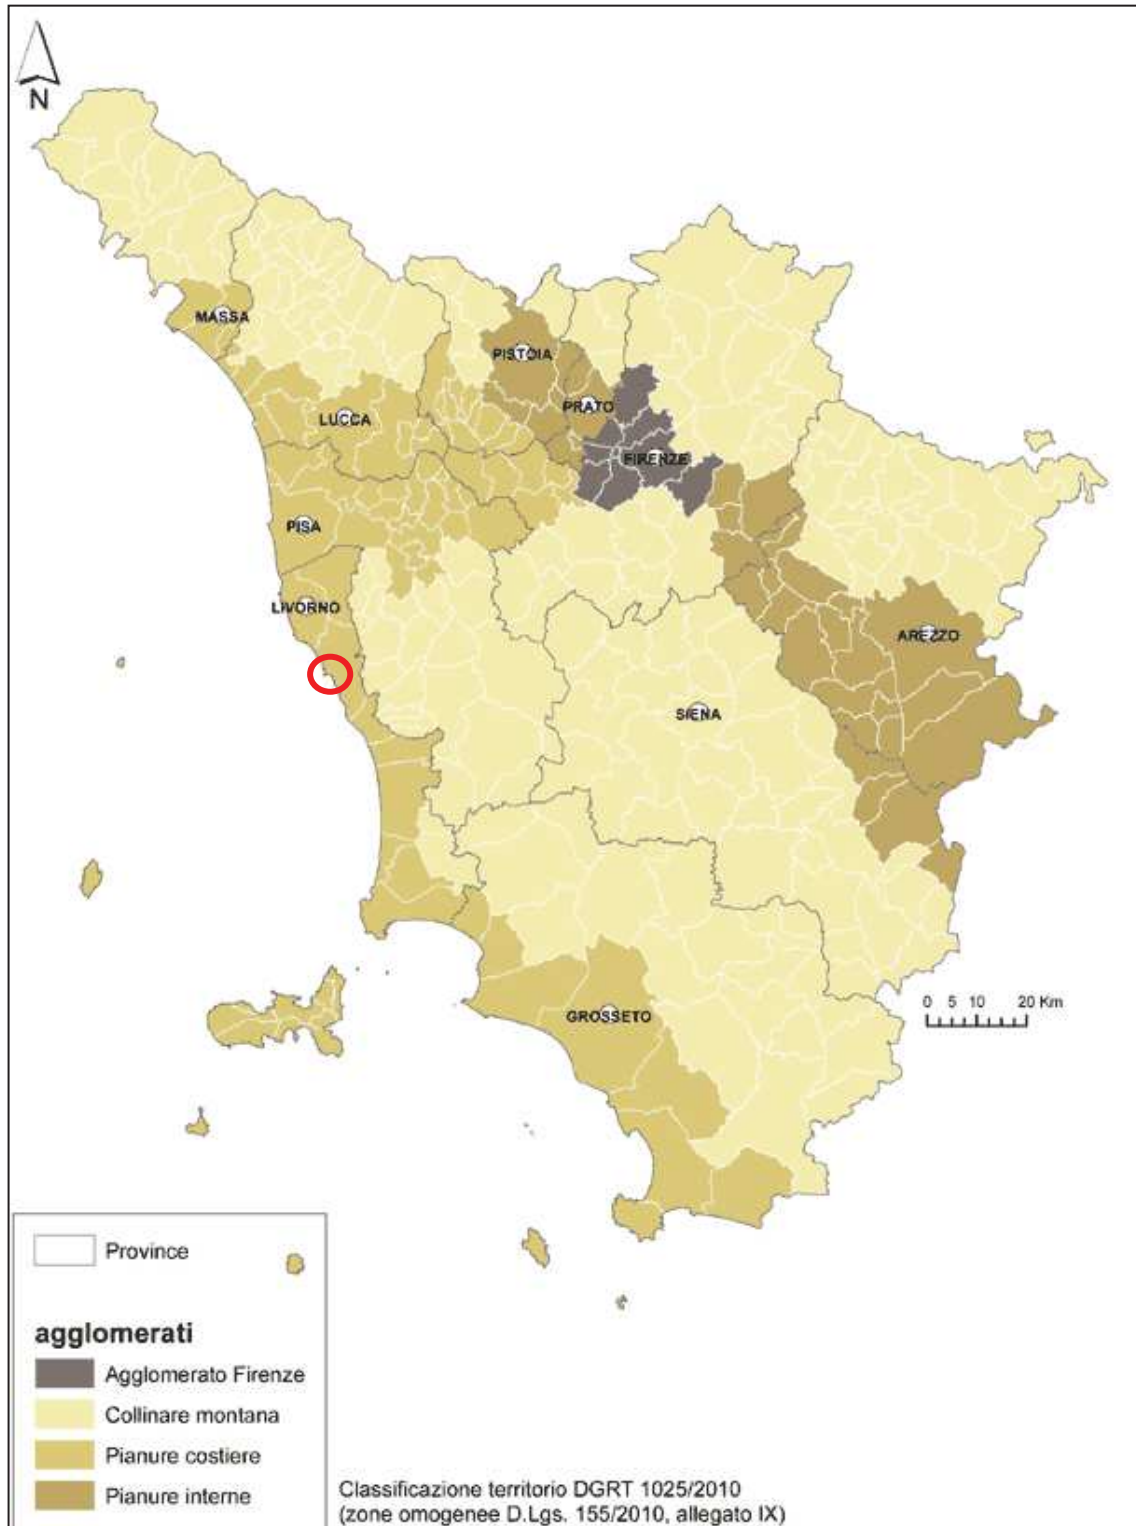 N
MASSA
PISTOIA
PRATO
LUCCA
FIRENZE
PISA
LIVORNO
AREZZO
SIENA
0 5 10 20 Km
GROSSETO
Province
agglomerati
Agglomerato Firenze
Collinare montana
Pianure costiere
Pianure interne
Classificazione territorio DGRT 1025/2010
(zone omogenee D.Lgs. 155/2010, allegato IX)